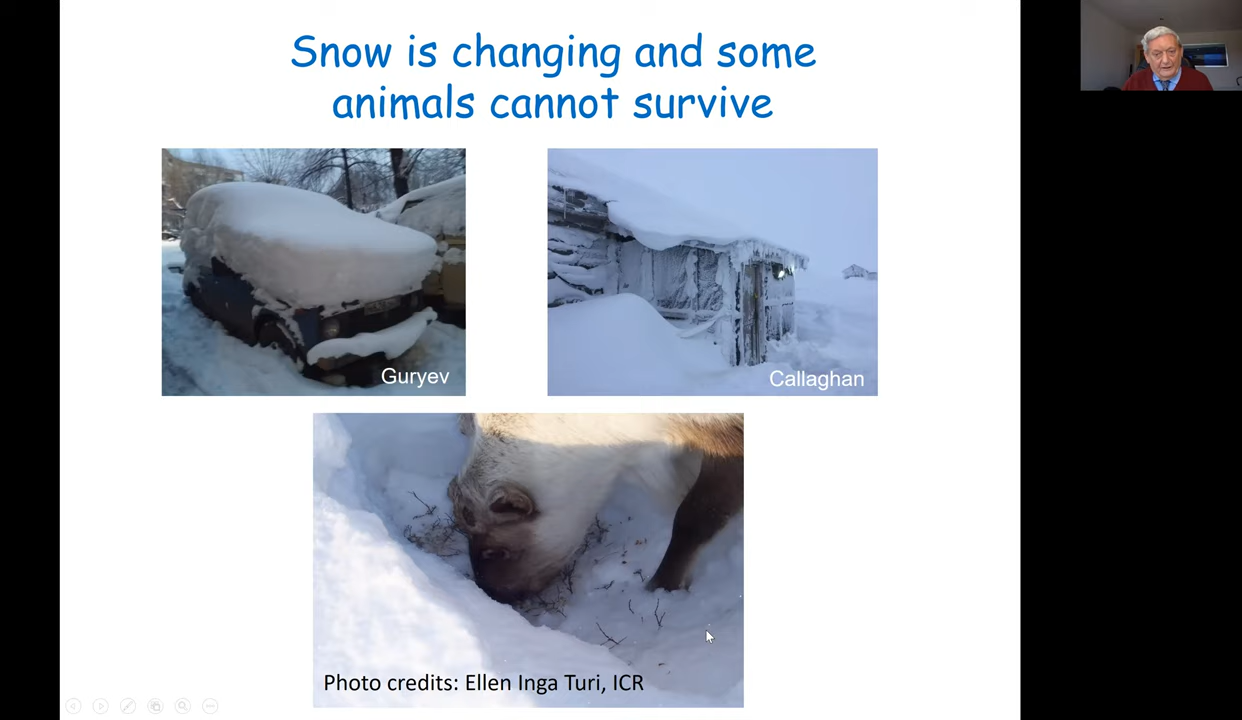 Snow is changing and some
animals cannot survive
Guryev
Callaghan
Photo credits: Ellen Inga Turi, ICR